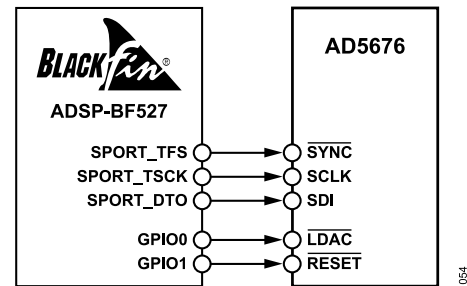 BLACKfin®
ADSP-BF527
AD5676
SPORT_TFS
SPORT_TSCK
SPORT_DTO
GPIO0
GPIO1
SYNC
SCLK
SDI
LDAC
RESET
054